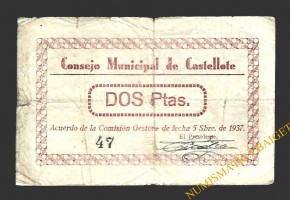 Consejo Municipal de Castellote
DOS Ptas.
Acuerdo de la Comisión Gestora de fecha 5 Sbre. de 1937.
El Presidente
47
NUMISMATICA BAGET